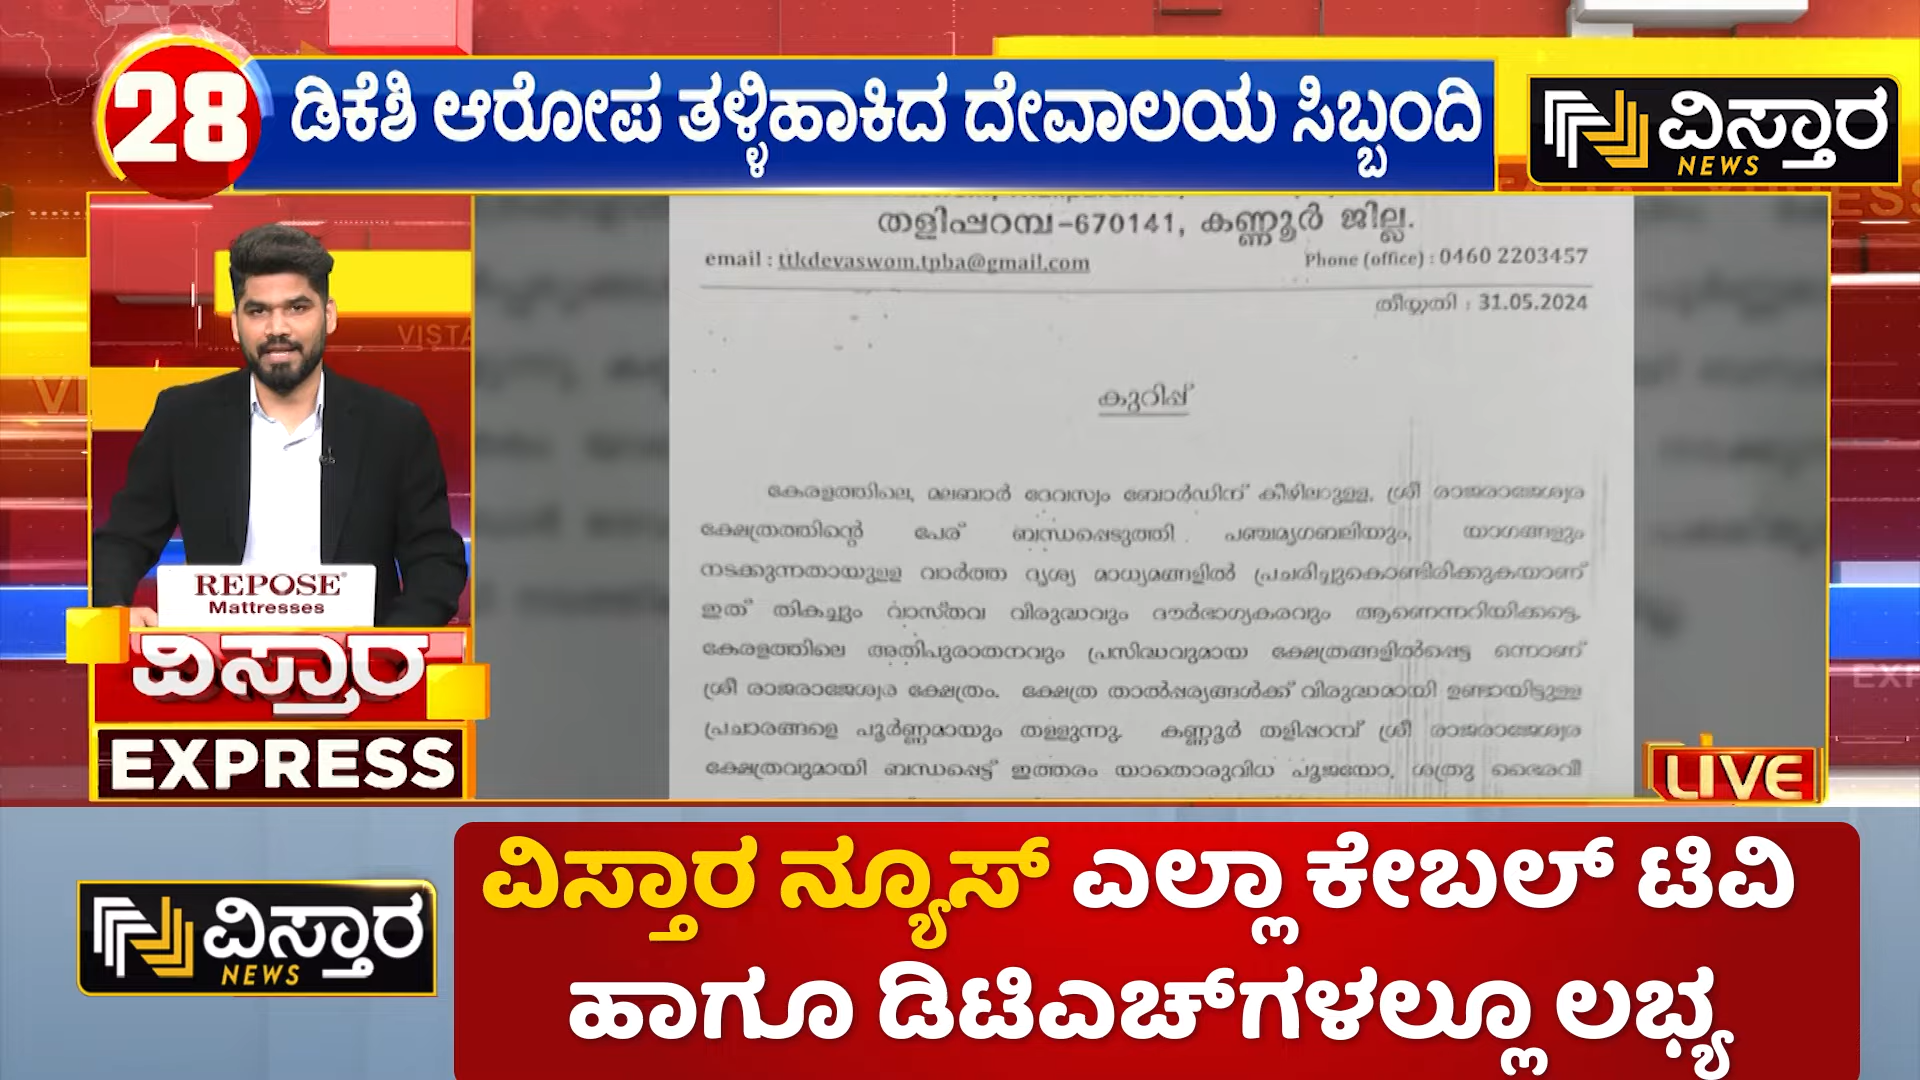 28 ಡಿಕೆಶಿ ಆರೋಪ ತಳ್ಳಿಹಾಕಿದ ದೇವಾಲಯ ಸಿಬ್ಬಂದಿ
ವಿಸ್ತಾರ
NEWS
തളിപ്പറമ്പ-670141, കണ്ണൂർ ജില്ല.
email : ttkdevaswom.tpba@gmail.com
Phone (office) : 0460 2203457
തീയ്യതി : 31.05.2024
കുറിപ്പ്
കേരളത്തിലെ, മലബാർ ദേവസ്വം ബോർഡിന് കീഴിലുള്ള, ശ്രീ രാജരാജേശ്വര
ക്ഷേത്രത്തിന്റെ പേര് ബന്ധപ്പെടുത്തി പഞ്ചമൃഗബലിയും, യാഗങ്ങളും
നടക്കുന്നതായുളള വാർത്ത ദൃശ്യ മാധ്യമങ്ങളിൽ പ്രചരിച്ചുകൊണ്ടിരിക്കുകയാണ്
ഇത് തികച്ചും വാസ്തവ വിരുദ്ധവും ദൗർഭാഗ്യകരവും ആണെന്നറിയിക്കട്ടെ.
കേരളത്തിലെ അതിപുരാതനവും പ്രസിദ്ധവുമായ ക്ഷേത്രങ്ങളിൽപ്പെട്ട ഒന്നാണ്
ശ്രീ രാജരാജേശ്വര ക്ഷേത്രം. ക്ഷേത്ര താൽപ്പര്യങ്ങൾക്ക് വിരുദ്ധമായി ഉണ്ടായിട്ടുള്ള
പ്രചാരങ്ങളെ പൂർണ്ണമായും തളളുന്നു. കണ്ണൂർ തളിപ്പറമ്പ് ശ്രീ രാജരാജേശ്വര
ക്ഷേത്രവുമായി ബന്ധപ്പെട്ട് ഇത്തരം യാതൊരുവിധ പൂജയോ, ശത്രു ഭൈരവീ
VISTA
REPOSE
Mattresses
ವಿಸ್ತಾರ
EXPRESS
LIVE
ವಿಸ್ತಾರ
NEWS
ವಿಸ್ತಾರ ನ್ಯೂಸ್ ಎಲ್ಲಾ ಕೇಬಲ್ ಟಿವಿ
ಹಾಗೂ ಡಿಟಿಎಚ್‌ಗಳಲ್ಲೂ ಲಭ್ಯ